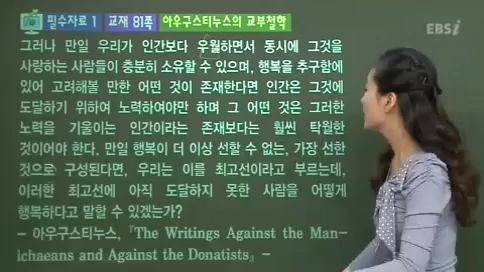 필수자료 1 교재 81쪽 아우구스티누스의 교부철학
EBSi
그러나 만일 우리가 인간보다 우월하면서 동시에 그것을
사랑하는 사람들이 충분히 소유할 수 있으며, 행복을 추구함에
있어 고려해볼 만한 어떤 것이 존재한다면 인간은 그것에
도달하기 위하여 노력하여야만 하며 그 어떤 것은 그러한
노력을 기울이는 인간이라는 존재보다는 훨씬 탁월한
것이어야 한다. 만일 행복이 더 이상 선할 수 없는, 가장 선한
것으로 구성된다면, 우리는 이를 최고선이라고 부르는데,
이러한 최고선에 아직 도달하지 못한 사람을 어떻게
행복하다고 말할 수 있겠는가?
- 아우구스티누스, 『The Writings Against the Man-
ichaeans and Against the Donatists』 -